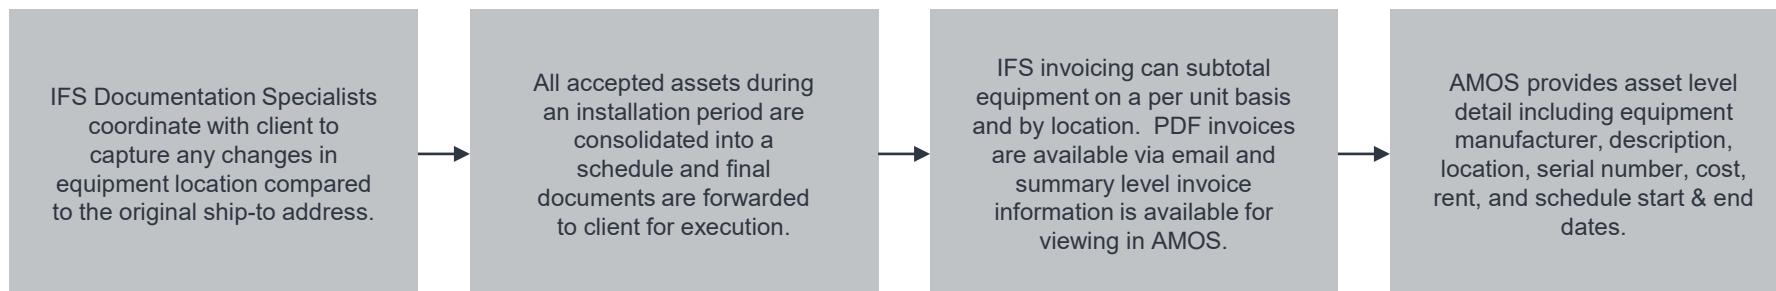 IFS Documentation Specialists
coordinate with client to
capture any changes in
equipment location compared
to the original ship-to address.
All accepted assets during
an installation period are
consolidated into a
schedule and final
documents are forwarded
to client for execution.
IFS invoicing can subtotal
equipment on a per unit basis
and by location.  PDF invoices
are available via email and
summary level invoice
information is available for
viewing in AMOS.
AMOS provides asset level
detail including equipment
manufacturer, description,
location, serial number, cost,
rent, and schedule start & end
dates.